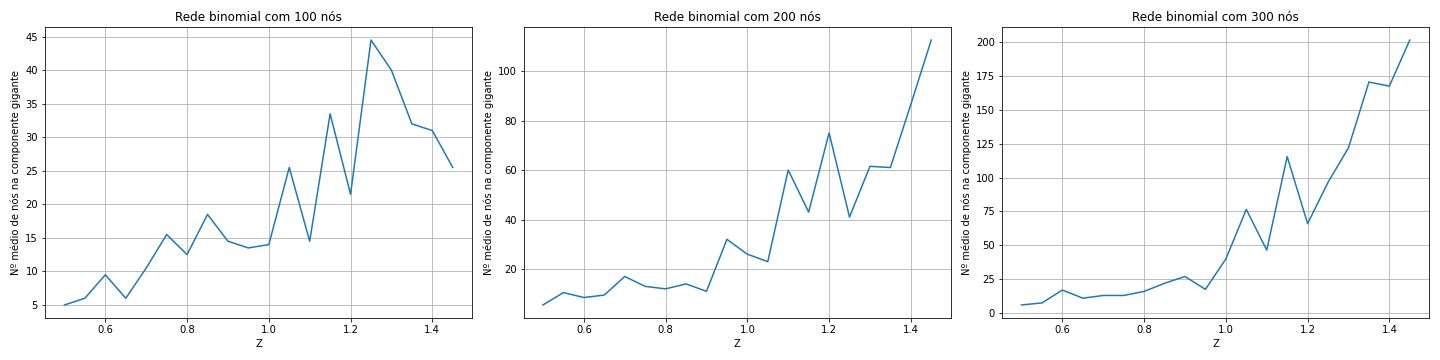 Rede binomial com 100 nós
Nº médio de nós na componente gigante
45
40
35
30
25
20
15
10
5
0.6 0.8 1.0 1.2 1.4
Z
Rede binomial com 200 nós
Nº médio de nós na componente gigante
100
80
60
40
20
0.6 0.8 1.0 1.2 1.4
Z
Rede binomial com 300 nós
Nº médio de nós na componente gigante
200
175
150
125
100
75
50
25
0
0.6 0.8 1.0 1.2 1.4
Z